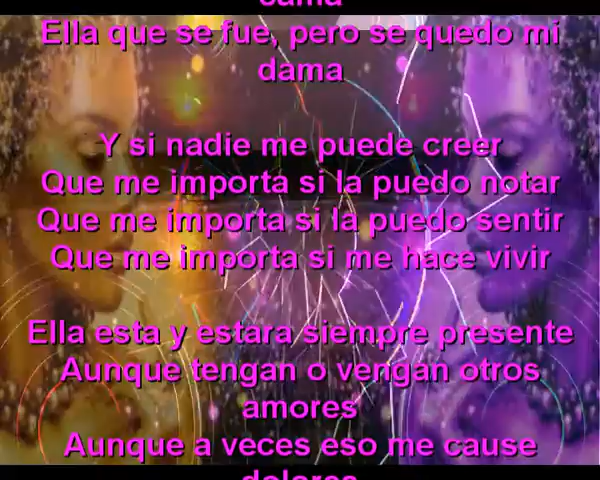 cama
Ella que se fue, pero se quedo mi
dama
Y si nadie me puede creer
Que me importa si la puedo notar
Que me importa si la puedo sentir
Que me importa si me hace vivir
Ella esta y estara siempre presente
Aunque tengan o vengan otros
amores
Aunque a veces eso me cause
dolores